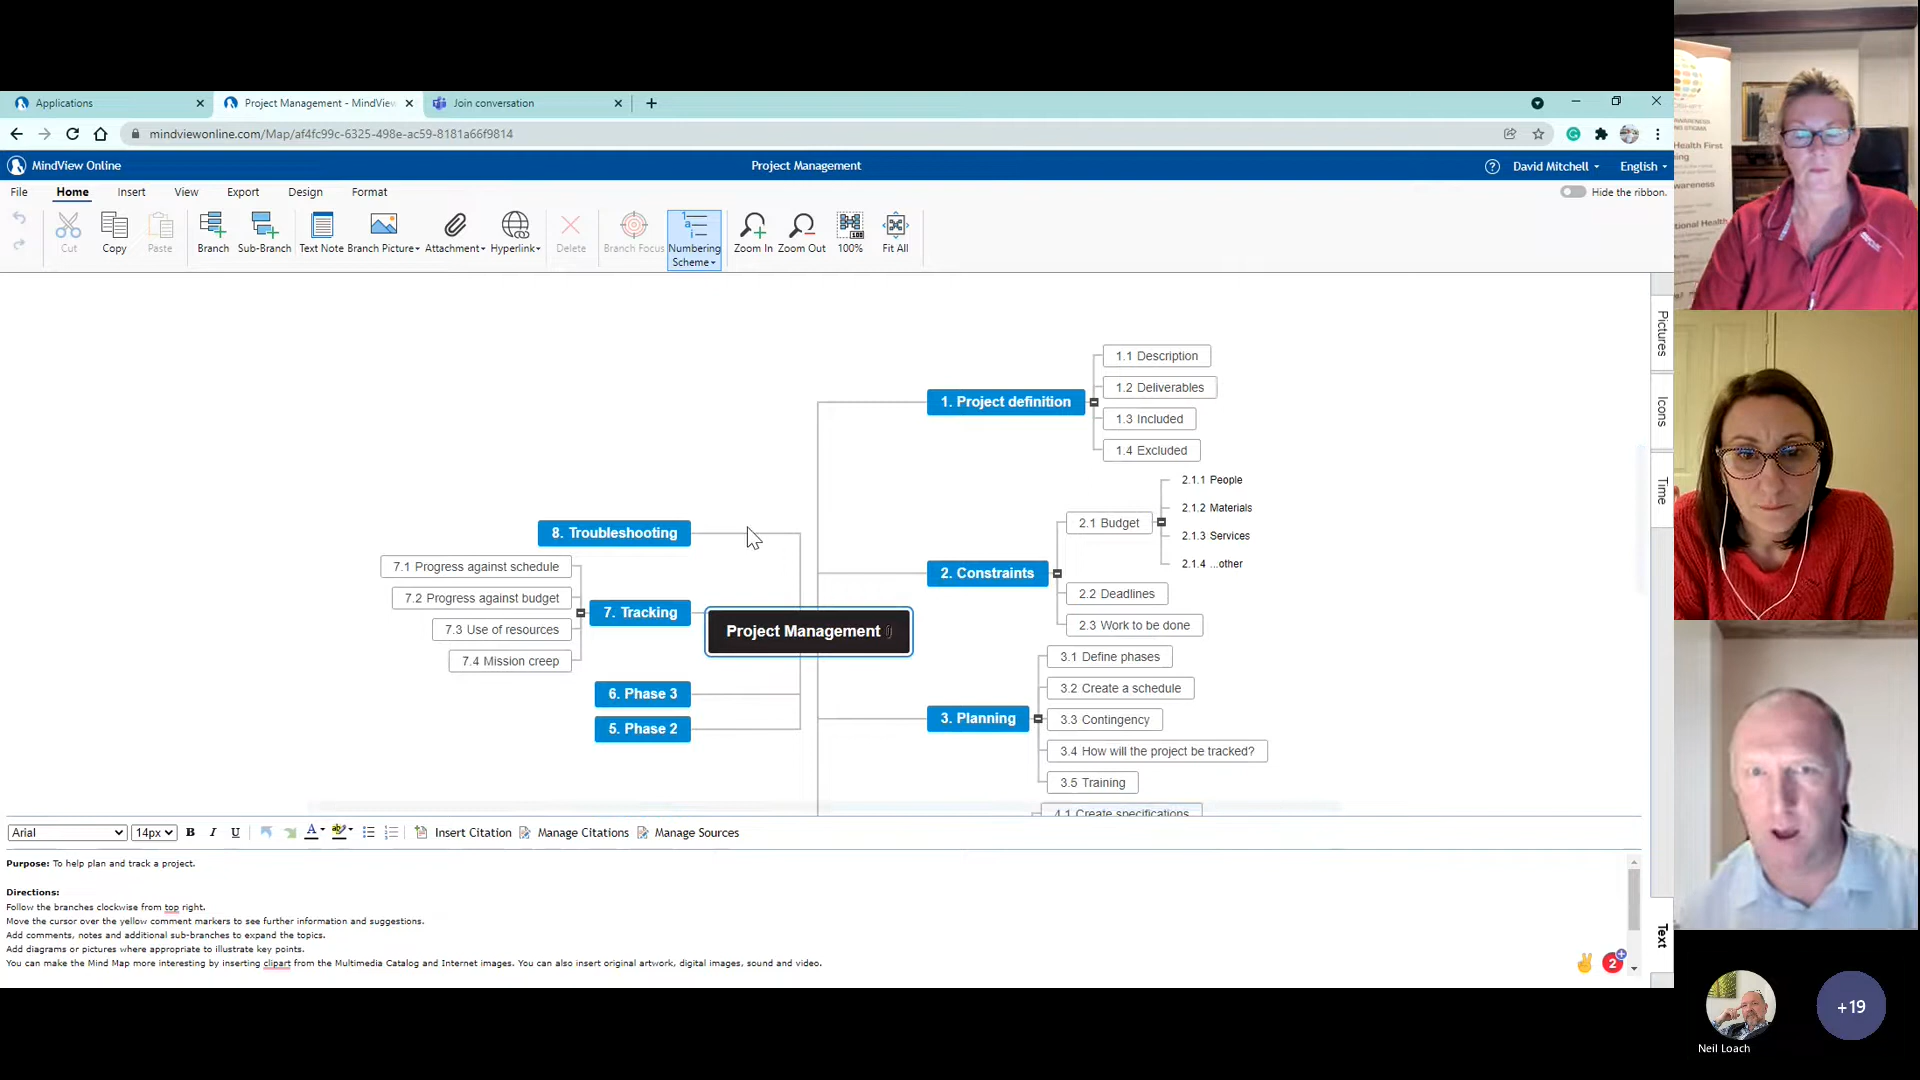 Applications
Project Management - MindView
Join conversation
mindviewonline.com/Map/af4fc99c-6325-498e-ac59-8181a66f9814
MindView Online
Project Management
David Mitchell
English
File Home Insert View Export Design Format
Hide the ribbon.
Cut Copy Paste Branch Sub-Branch Text Note Branch Picture Attachment Hyperlink Delete Branch Focus Numbering Scheme Zoom In Zoom Out 100% Fit All
Pictures
Icons
Time
Text
1. Project definition
1.1 Description
1.2 Deliverables
1.3 Included
1.4 Excluded
2. Constraints
2.1 Budget
2.1.1 People
2.1.2 Materials
2.1.3 Services
2.1.4 ...other
2.2 Deadlines
2.3 Work to be done
3. Planning
3.1 Define phases
3.2 Create a schedule
3.3 Contingency
3.4 How will the project be tracked?
3.5 Training
4.1 Create specifications
8. Troubleshooting
7. Tracking
7.1 Progress against schedule
7.2 Progress against budget
7.3 Use of resources
7.4 Mission creep
Project Management
6. Phase 3
5. Phase 2
Arial 14px B I U Insert Citation Manage Citations Manage Sources
Purpose: To help plan and track a project.
Directions:
Follow the branches clockwise from top right.
Move the cursor over the yellow comment markers to see further information and suggestions.
Add comments, notes and additional sub-branches to expand the topics.
Add diagrams or pictures where appropriate to illustrate key points.
You can make the Mind Map more interesting by inserting clipart from the Multimedia Catalog and Internet images. You can also insert original artwork, digital images, sound and video.
2
Health First
Neil Loach
+19